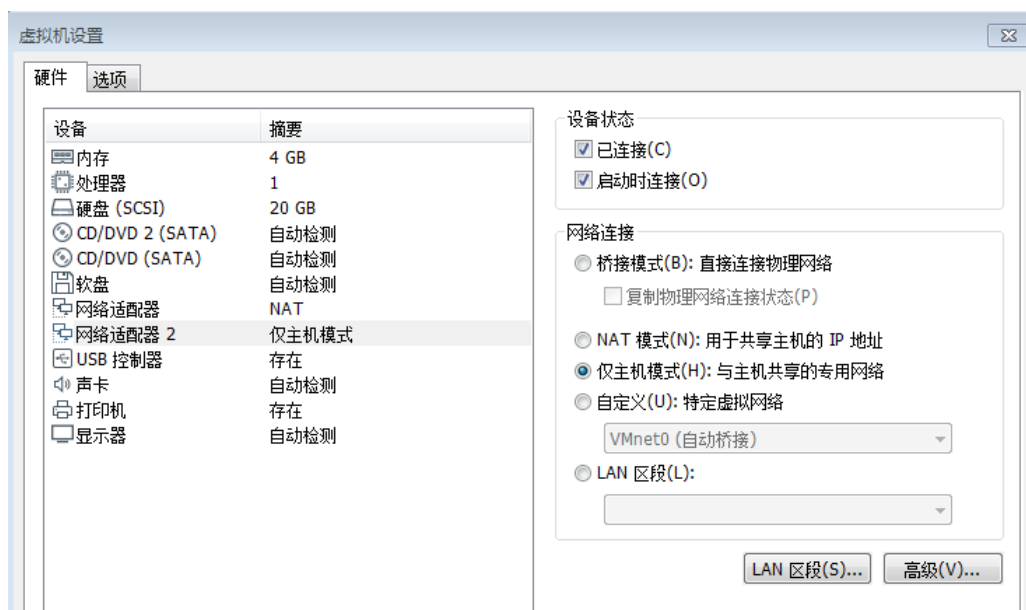 虚拟机设置
硬件 选项
设备 摘要
内存 4 GB
处理器 1
硬盘 (SCSI) 20 GB
CD/DVD 2 (SATA) 自动检测
CD/DVD (SATA) 自动检测
软盘 自动检测
网络适配器 NAT
网络适配器 2 仅主机模式
USB 控制器 存在
声卡 自动检测
打印机 存在
显示器 自动检测
设备状态
已连接(C)
启动时连接(O)
网络连接
桥接模式(B): 直接连接物理网络
复制物理网络连接状态(P)
NAT 模式(N): 用于共享主机的 IP 地址
仅主机模式(H): 与主机共享的专用网络
自定义(U): 特定虚拟网络
VMnet0 (自动桥接)
LAN 区段(L):
LAN 区段(S)... 高级(V)...